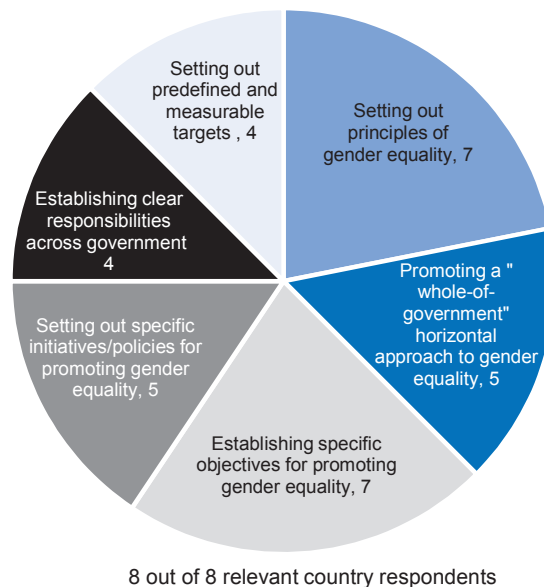 Setting out
predefined and
measurable
targets , 4
Setting out
principles of
gender equality, 7
Establishing clear
responsibilities
across government
4
Promoting a "
whole-of-
government"
horizontal
approach to gender
equality, 5
Setting out specific
initiatives/policies for
promoting gender
equality, 5
Establishing specific
objectives for promoting
gender equality, 7
8 out of 8 relevant country respondents